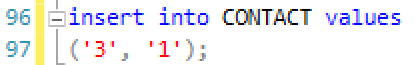 96 insert into CONTACT values
97 ('3', '1');